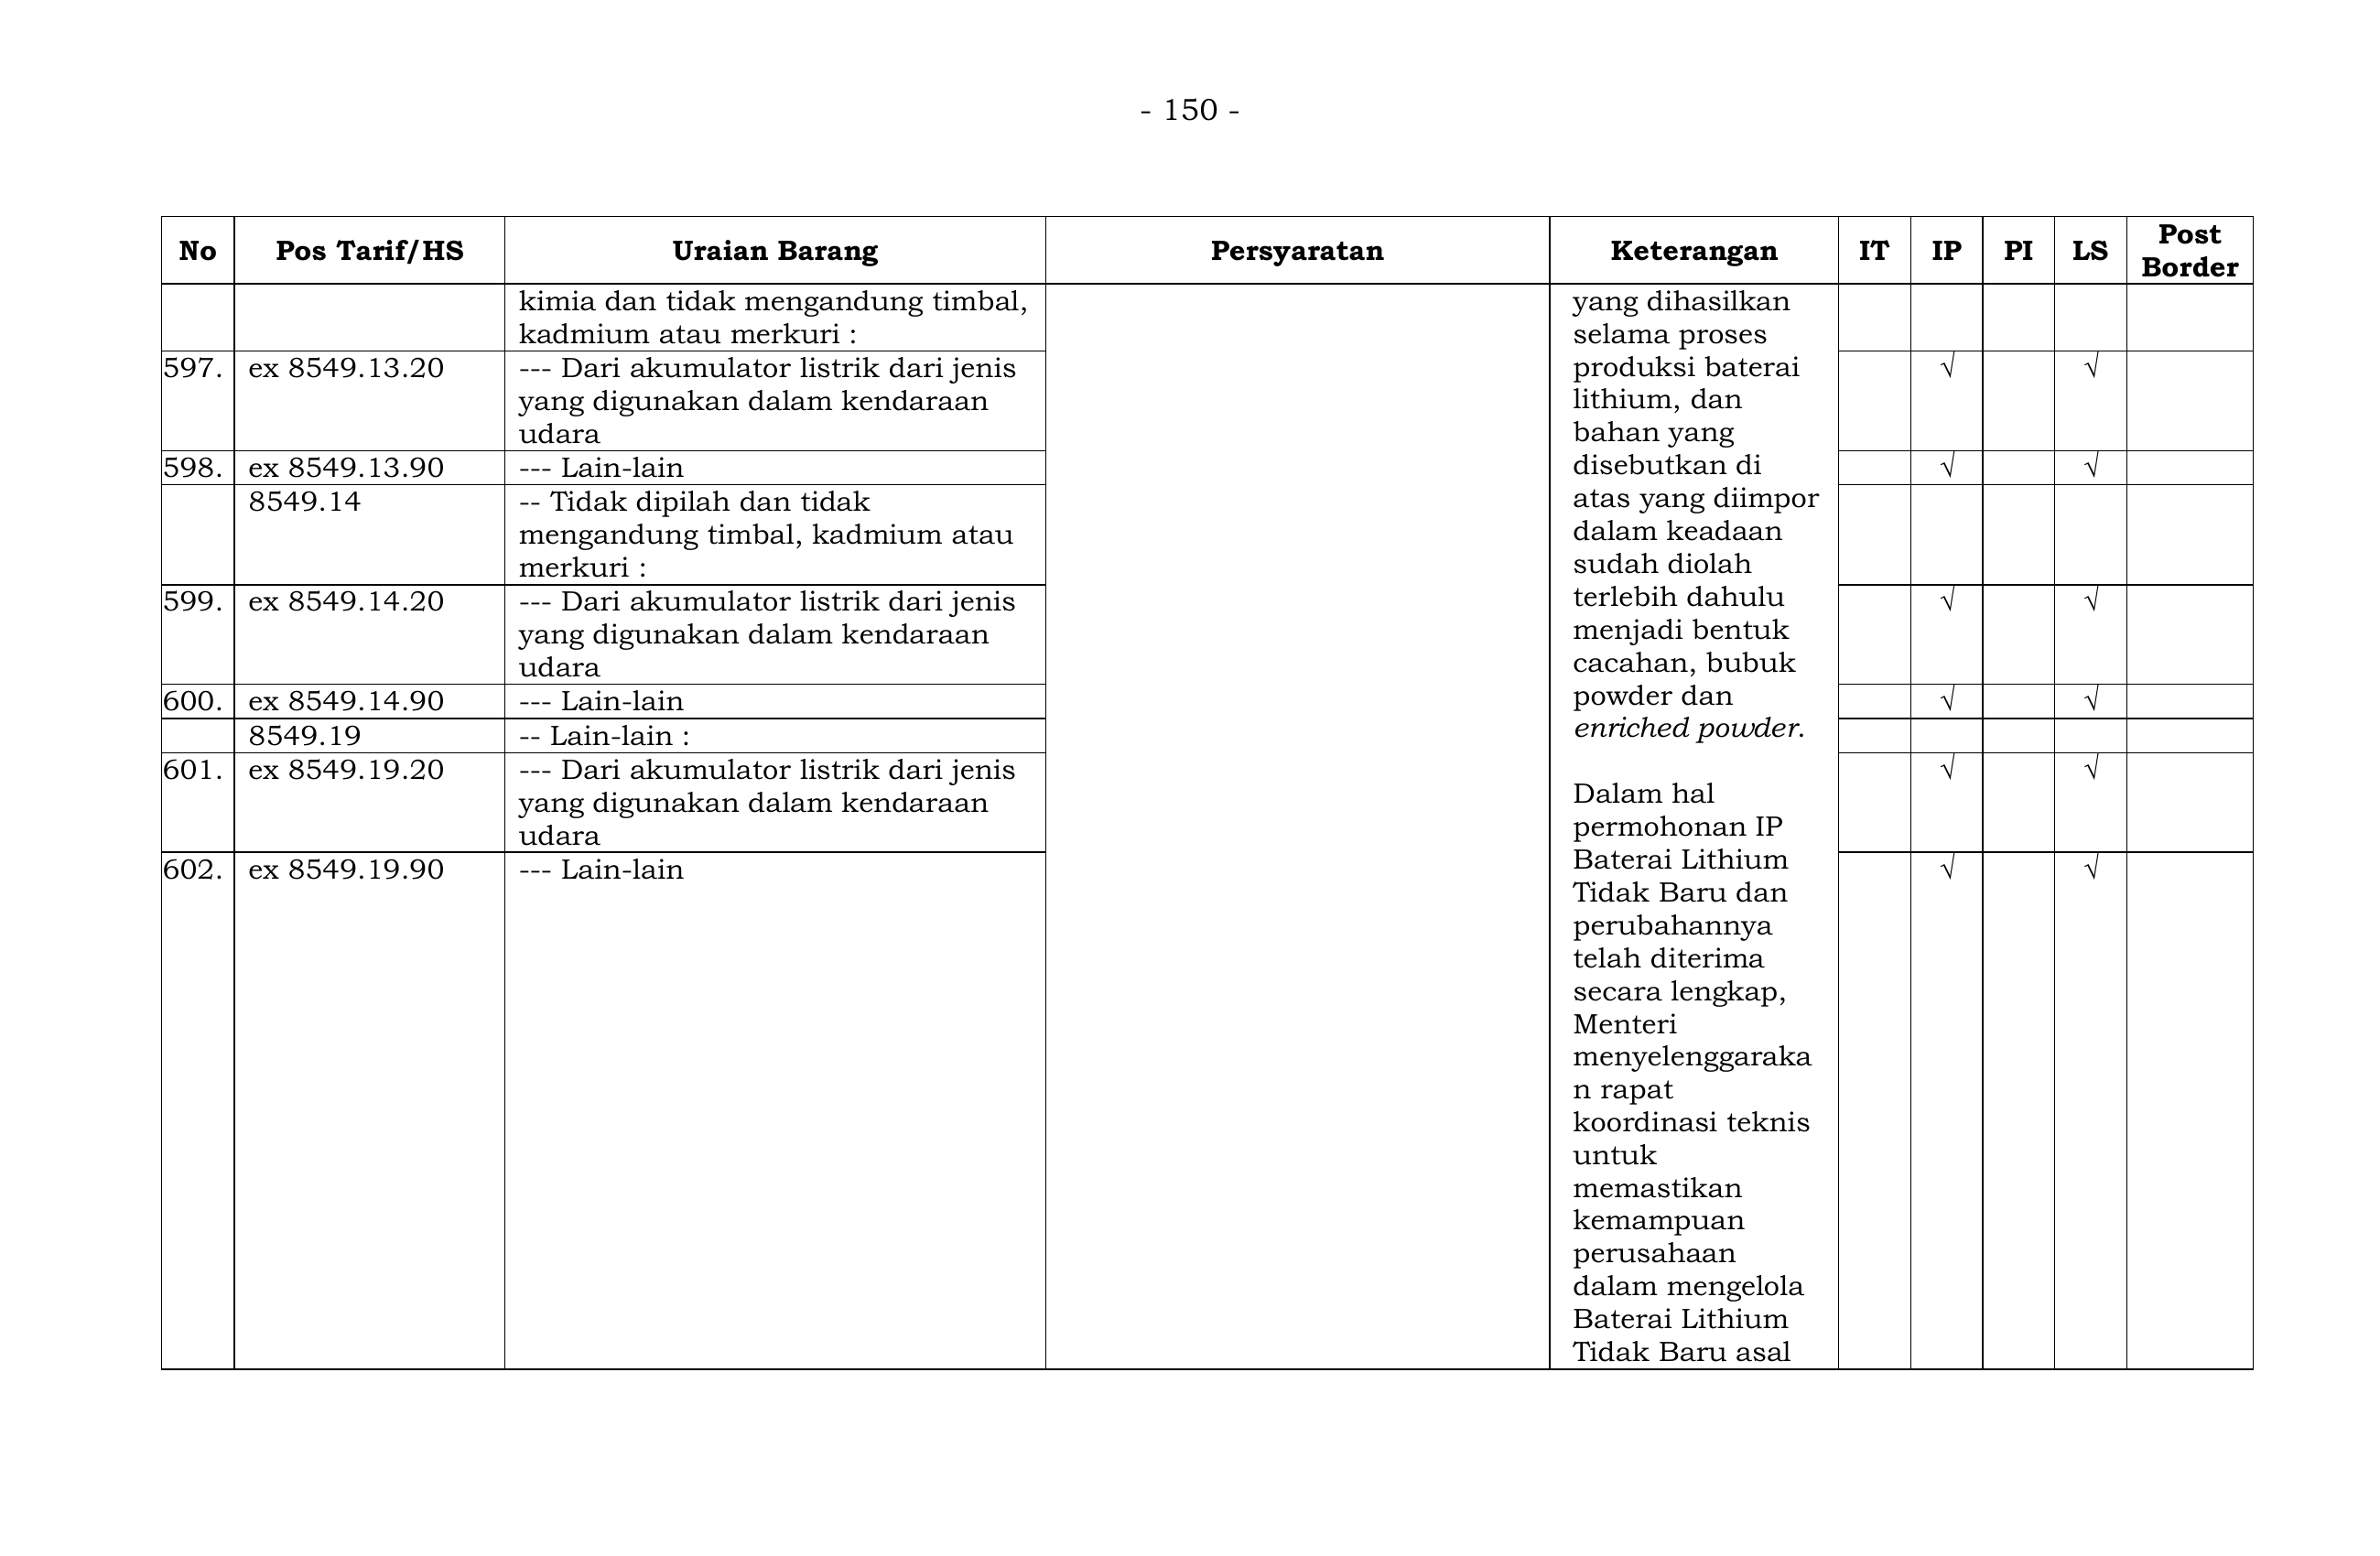 - 150 -
No Pos Tarif/HS Uraian Barang Persyaratan Keterangan IT IP PI LS Post Border
kimia dan tidak mengandung timbal,
kadmium atau merkuri :
597. ex 8549.13.20 --- Dari akumulator listrik dari jenis √ √
yang digunakan dalam kendaraan
udara
598. ex 8549.13.90 --- Lain-lain √ √
8549.14 -- Tidak dipilah dan tidak
mengandung timbal, kadmium atau
merkuri :
599. ex 8549.14.20 --- Dari akumulator listrik dari jenis √ √
yang digunakan dalam kendaraan
udara
600. ex 8549.14.90 --- Lain-lain √ √
8549.19 -- Lain-lain :
601. ex 8549.19.20 --- Dari akumulator listrik dari jenis √ √
yang digunakan dalam kendaraan
udara
602. ex 8549.19.90 --- Lain-lain √ √
yang dihasilkan
selama proses
produksi baterai
lithium, dan
bahan yang
disebutkan di
atas yang diimpor
dalam keadaan
sudah diolah
terlebih dahulu
menjadi bentuk
cacahan, bubuk
powder dan
enriched powder.
Dalam hal
permohonan IP
Baterai Lithium
Tidak Baru dan
perubahannya
telah diterima
secara lengkap,
Menteri
menyelenggaraka
n rapat
koordinasi teknis
untuk
memastikan
kemampuan
perusahaan
dalam mengelola
Baterai Lithium
Tidak Baru asal